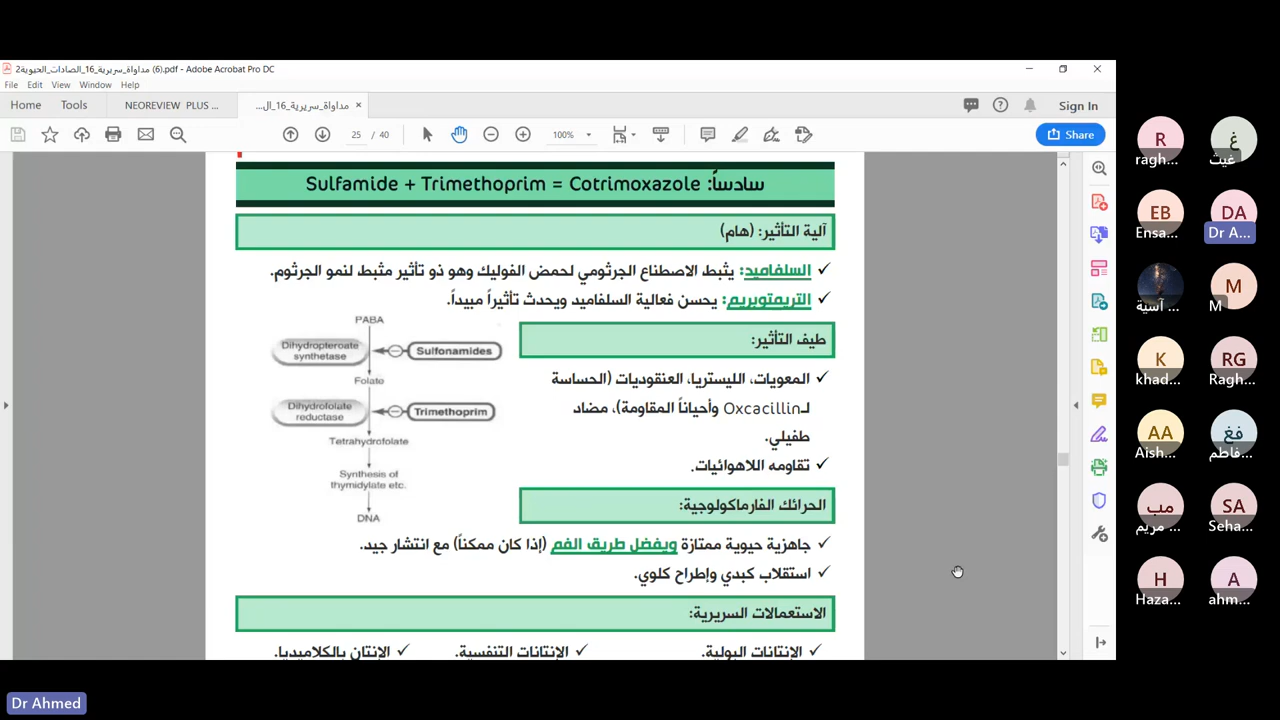 مداواة_سريرية_16_الصادات_الحيوية2 (6).pdf - Adobe Acrobat Pro DC
File Edit View Window Help
Home Tools NEOREVIEW PLUS ... مداواة_سريرية_16_ال... × Sign In
25 / 40 100% Share
سادساً: Sulfamide + Trimethoprim = Cotrimoxazole
آلية التأثير: (هام)
✓ السلفاميد: يثبط الاصطناع الجرثومي لحمض الفوليك وهو ذو تأثير مثبط لنمو الجرثوم.
✓ التريمتوبريم: يحسن فعالية السلفاميد ويحدث تأثيراً مبيداً.
PABA
Dihydropteroate synthetase
Sulfonamides
Folate
Dihydrofolate reductase
Trimethoprim
Tetrahydrofolate
Synthesis of
thymidylate etc.
DNA
طيف التأثير:
✓ المعويات، الليستريا، العنقوديات (الحساسة
لـOxcacillin وأحياناً المقاومة)، مضاد
طفيلي.
✓ تقاومه اللاهوائيات.
الحرائك الفارماكولوجية:
✓ جاهزية حيوية ممتازة ويفضل طريق الفم (إذا كان ممكناً) مع انتشار جيد.
✓ استقلاب كبدي وإطراح كلوي.
الاستعمالات السريرية:
✓ الإنتانات البولية. ✓ الإنتانات التنفسية. ✓ الإنتان بالكلاميديا.
R غ
ragh... غيث
EB DA
Ensa... Dr A...
M
آسية ... M
K RG
khad... Ragh...
AA فغ
Aish... فاطم...
مب SA
مريم ... Seha...
H A
Haza... ahm...
Dr Ahmed